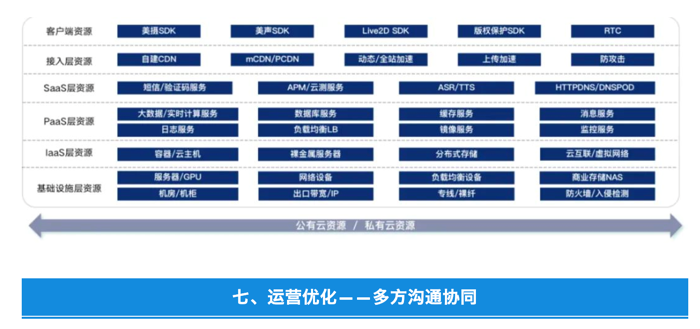 客户端资源 美摄SDK 美声SDK Live2D SDK 版权保护SDK RTC
接入层资源 自建CDN mCDN/PCDN 动态/全站加速 上传加速 防攻击
SaaS层资源 短信/验证码服务 APM/云测服务 ASR/TTS HTTPDNS/DNSPOD
PaaS层资源 大数据/实时计算服务 数据库服务 缓存服务 消息服务
日志服务 负载均衡LB 镜像服务 监控服务
IaaS层资源 容器/云主机 裸金属服务器 分布式存储 云互联/虚拟网络
基础设施层资源 服务器/GPU 网络设备 负载均衡设备 商业存储NAS
机房/机柜 出口带宽/IP 专线/裸纤 防火墙/入侵检测
公有云资源 / 私有云资源
七、运营优化——多方沟通协同